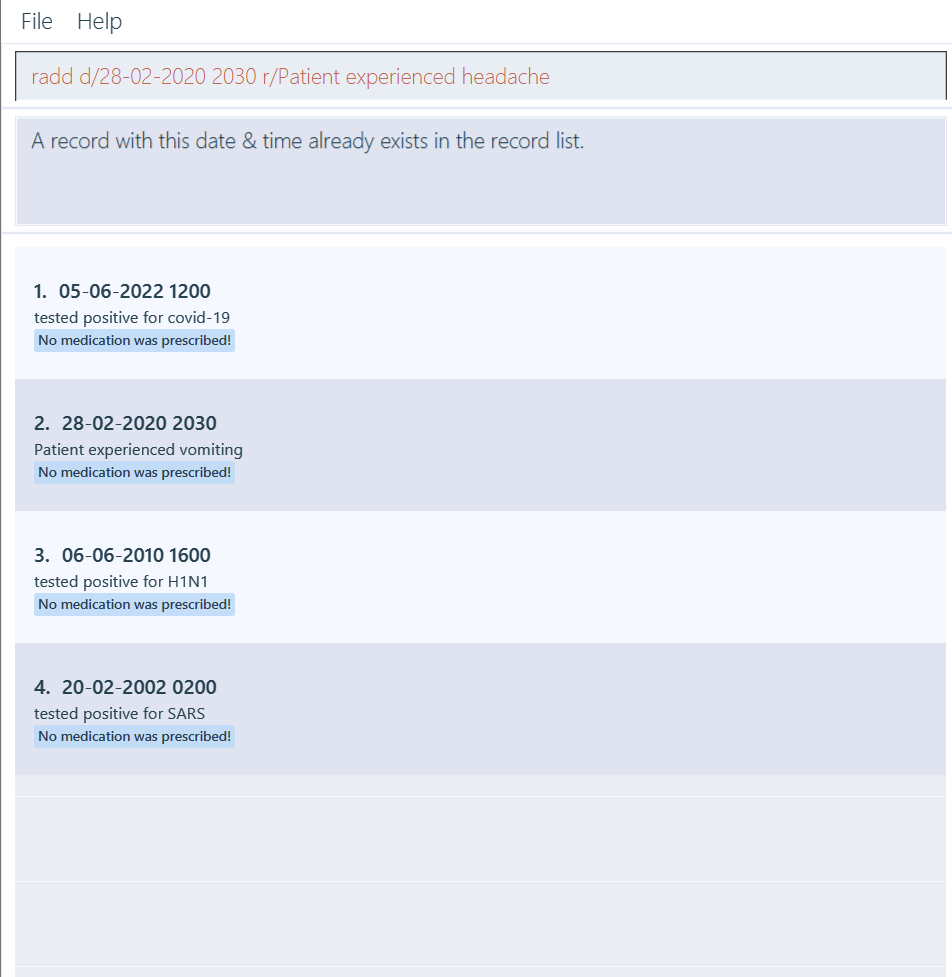 File Help
radd d/28-02-2020 2030 r/Patient experienced headache
A record with this date & time already exists in the record list.
1. 05-06-2022 1200
tested positive for covid-19
No medication was prescribed!
2. 28-02-2020 2030
Patient experienced vomiting
No medication was prescribed!
3. 06-06-2010 1600
tested positive for H1N1
No medication was prescribed!
4. 20-02-2002 0200
tested positive for SARS
No medication was prescribed!